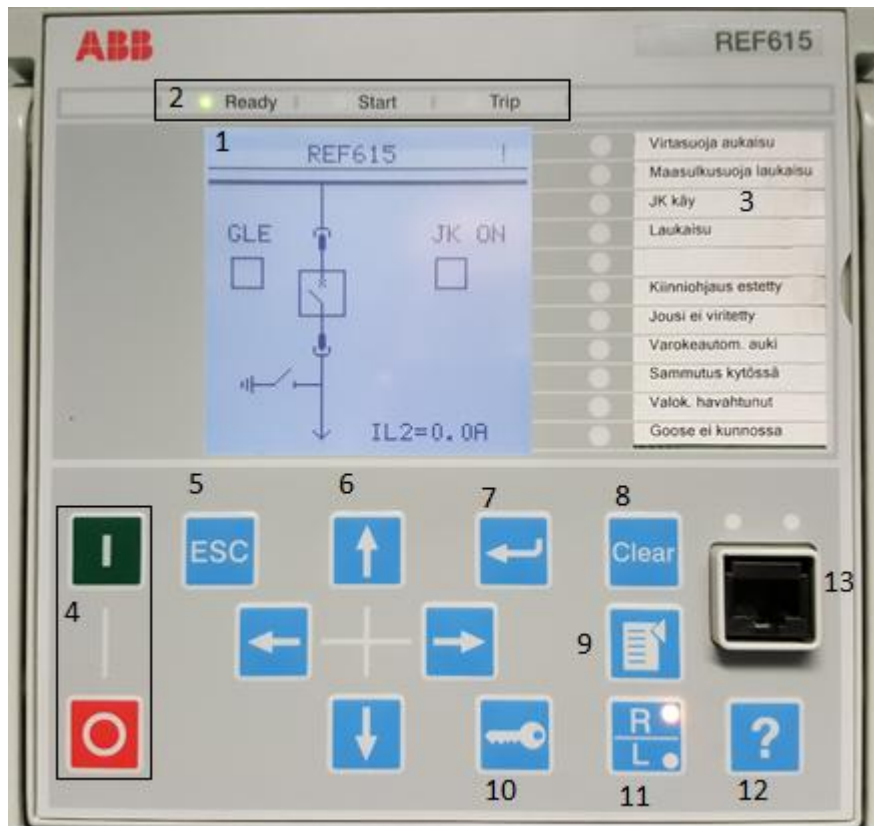 ABB
REF615
2
Ready
Start
Trip
1
REF615 !
GLE
JK ON
IL2=0.0A
Virtasuoja aukaisu
Maasulkusuoja laukaisu
JK käy
3
Laukaisu
Kiinniohjaus estetty
Jousi ei viritetty
Varokeautom. auki
Sammutus kytössä
Valok. havahtunut
Goose ei kunnossa
5
6
7
8
I
ESC
Clear
4
9
13
O
R
L
?
10
11
12